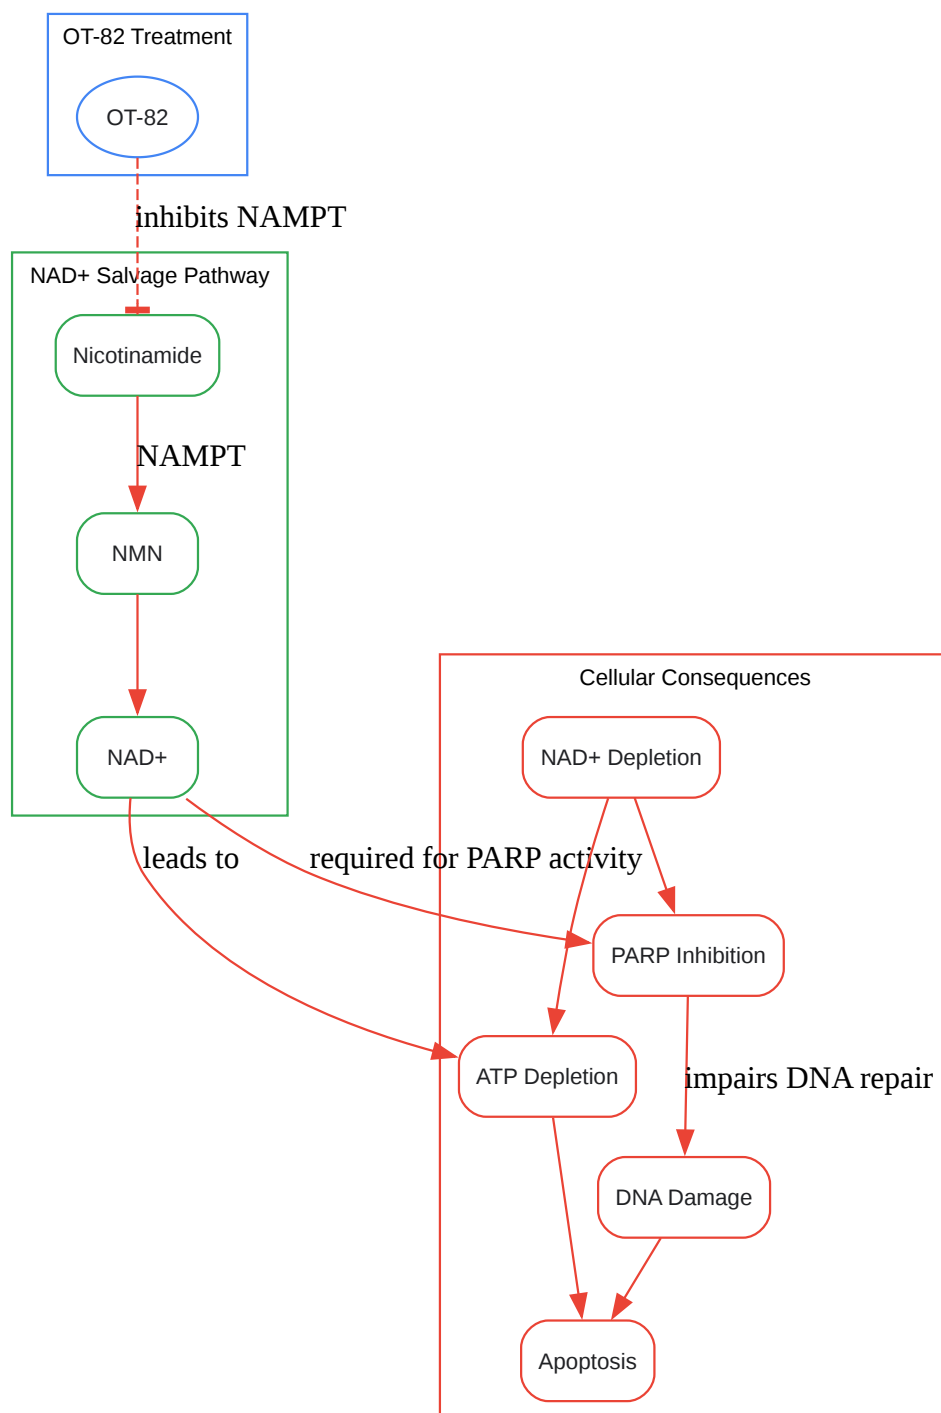 OT-82 Treatment
OT-82
inhibits NAMPT
NAD+ Salvage Pathway
Nicotinamide
NAMPT
NMN
Cellular Consequences
NAD+
NAD+ Depletion
leads to
required for PARP activity
PARP Inhibition
ATP Depletion
impairs DNA repair
DNA Damage
Apoptosis